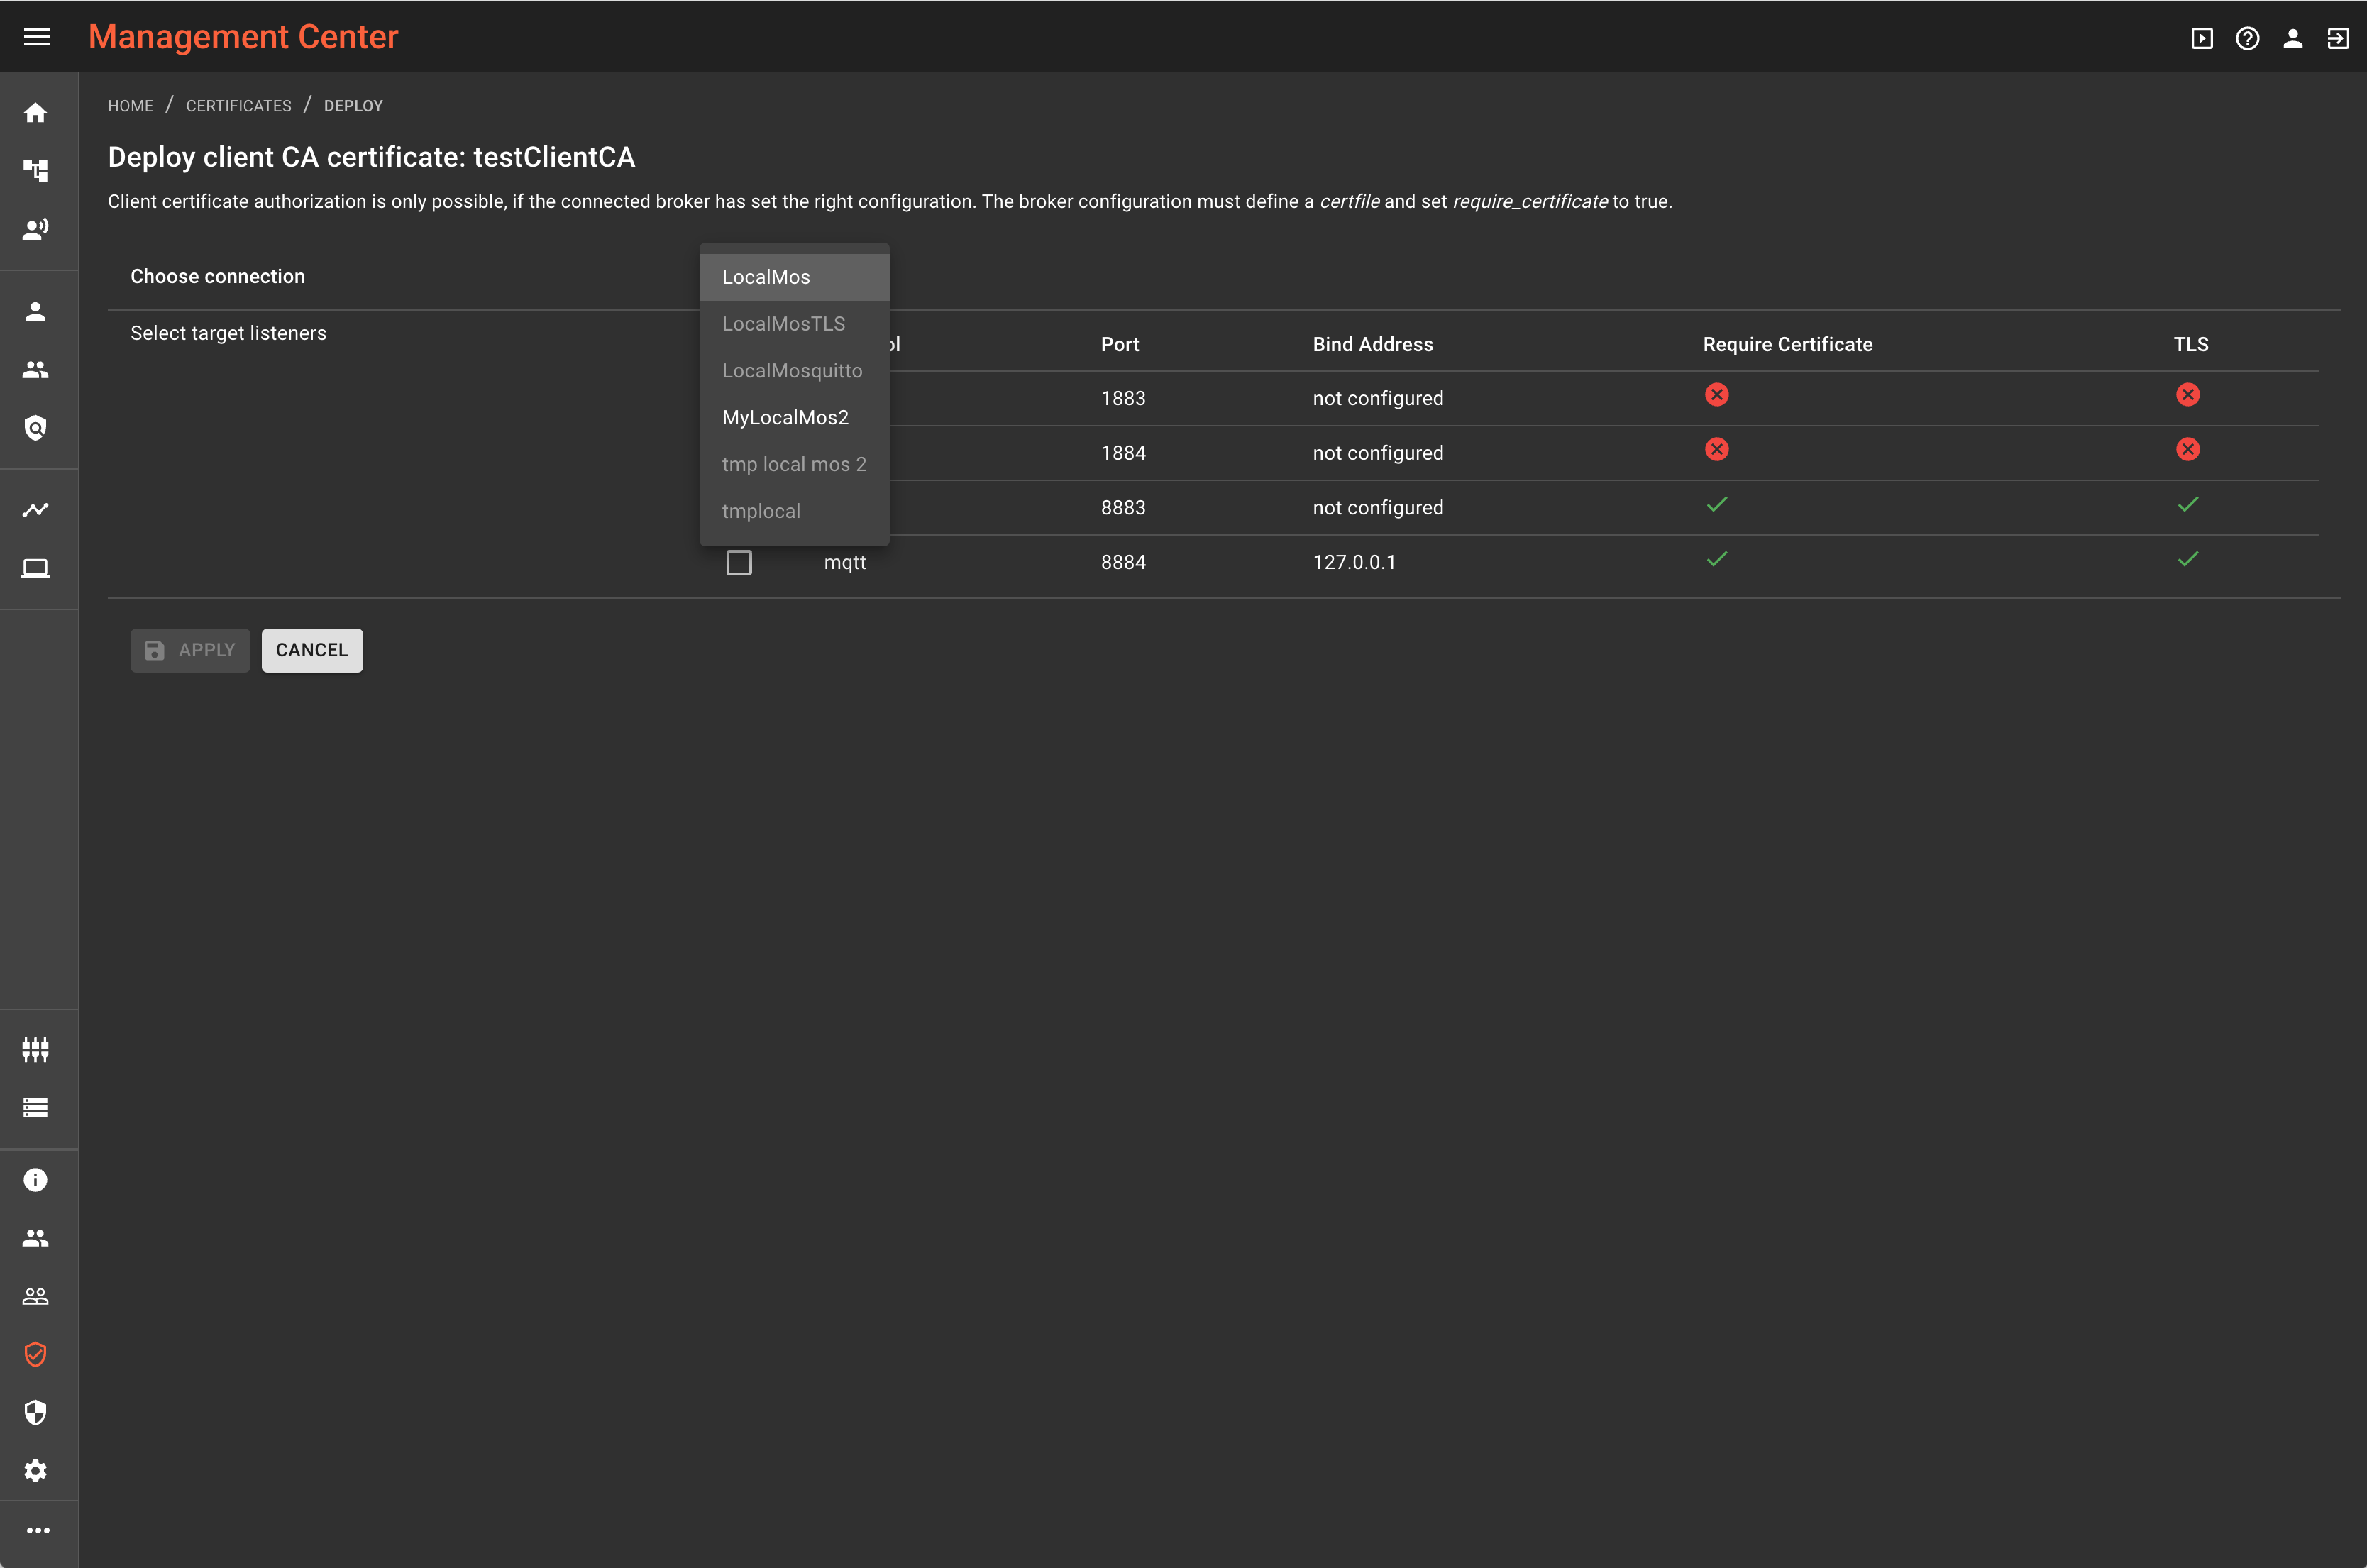 Management Center
HOME / CERTIFICATES / DEPLOY
Deploy client CA certificate: testClientCA
Client certificate authorization is only possible, if the connected broker has set the right configuration. The broker configuration must define a certfile and set require_certificate to true.
Choose connection
LocalMos
LocalMosTLS
LocalMosquitto
MyLocalMos2
tmp local mos 2
tmplocal
Select target listeners
ol Port Bind Address Require Certificate TLS
1883 not configured
1884 not configured
8883 not configured
mqtt 8884 127.0.0.1
APPLY CANCEL